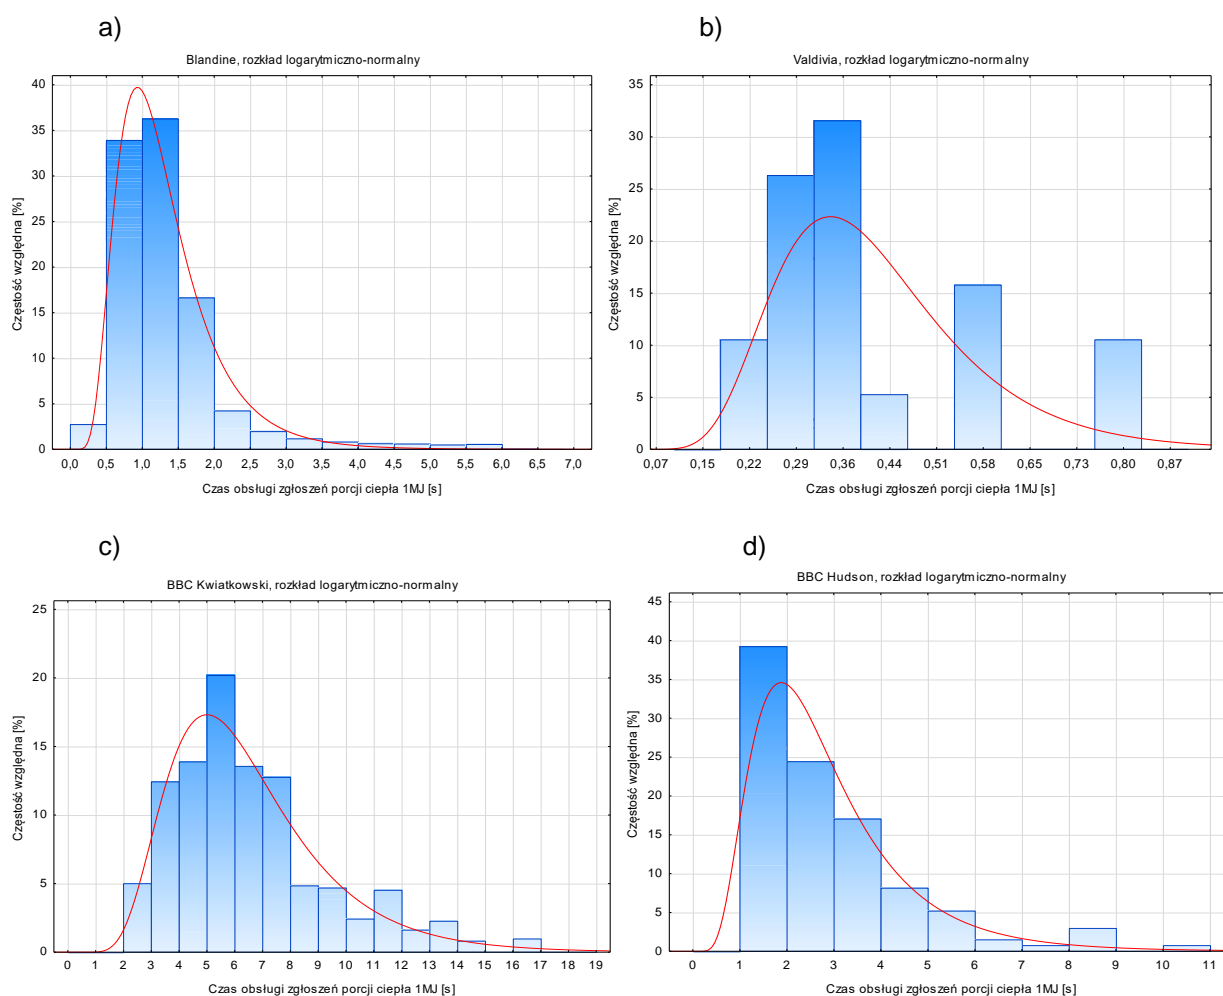 a)
b)
Blandine, rozkład logarytmiczno-normalny
40
35
30
25
20
15
10
5
0
0,0 0,5 1,0 1,5 2,0 2,5 3,0 3,5 4,0 4,5 5,0 5,5 6,0 6,5 7,0
Czas obsługi zgłoszeń porcji ciepła 1MJ [s]
Częstość względna [%]
Valdivia, rozkład logarytmiczno-normalny
35
30
25
20
15
10
5
0
0,07 0,15 0,22 0,29 0,36 0,44 0,51 0,58 0,65 0,73 0,80 0,87
Czas obsługi zgłoszeń porcji ciepła 1MJ [s]
Częstość względna [%]
c)
d)
BBC Kwiatkowski, rozkład logarytmiczno-normalny
25
20
15
10
5
0
0 1 2 3 4 5 6 7 8 9 10 11 12 13 14 15 16 17 18 19
Czas obsługi zgłoszeń porcji ciepła 1MJ [s]
Częstość względna [%]
BBC Hudson, rozkład logarytmiczno-normalny
45
40
35
30
25
20
15
10
5
0
0 1 2 3 4 5 6 7 8 9 10 11
Czas obsługi zgłoszeń porcji ciepła 1MJ [s]
Częstość względna [%]